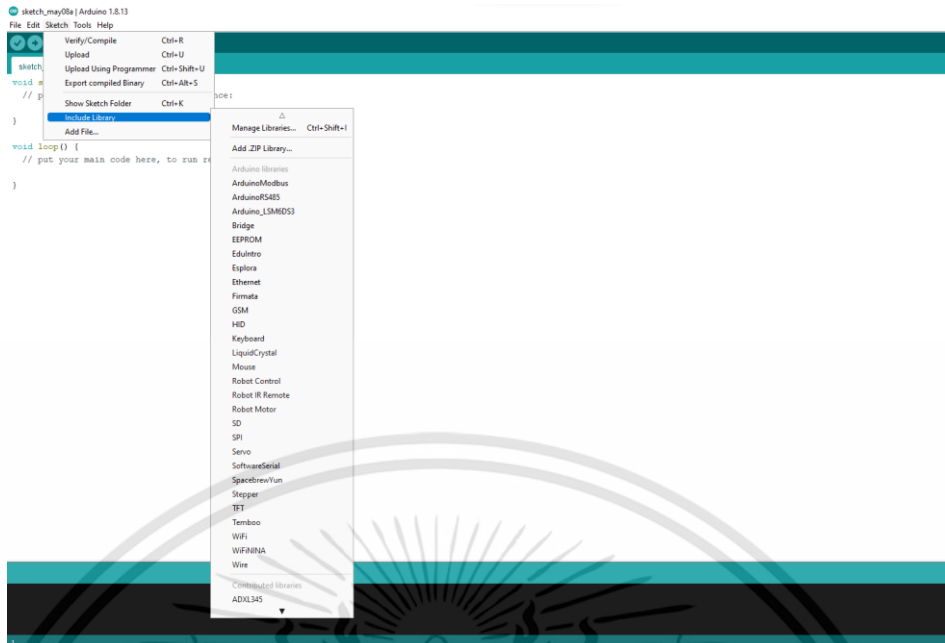 sketch_may08a | Arduino 1.8.13
File Edit Sketch Tools Help
Verify/Compile Ctrl+R
Upload Ctrl+U
Upload Using Programmer Ctrl+Shift+U
Export compiled Binary Ctrl+Alt+S
Show Sketch Folder Ctrl+K
Include Library
Add File...
sketch_
void s
// p
nce:
}
void loop() {
// put your main code here, to run re
}
Manage Libraries... Ctrl+Shift+I
Add .ZIP Library...
Arduino libraries
ArduinoModbus
ArduinoRS485
Arduino_LSM6DS3
Bridge
EEPROM
EduIntro
Esplora
Ethernet
Firmata
GSM
HID
Keyboard
LiquidCrystal
Mouse
Robot Control
Robot IR Remote
Robot Motor
SD
SPI
Servo
SoftwareSerial
SpacebrewYun
Stepper
TFT
Temboo
WiFi
WiFiNINA
Wire
Contributed libraries
ADXL345